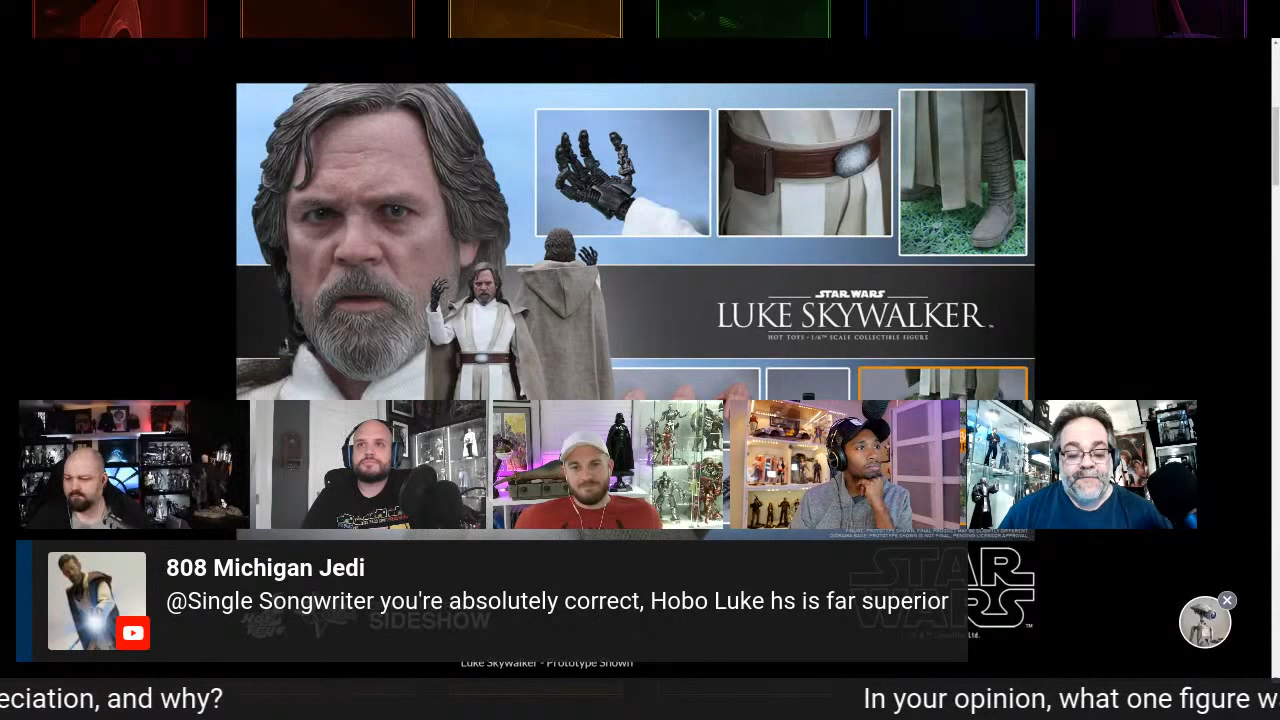 STAR WARS
LUKE SKYWALKER™
HOT TOYS • 1/6TH SCALE COLLECTIBLE FIGURE
808 Michigan Jedi
@Single Songwriter you're absolutely correct, Hobo Luke hs is far superior
STAR
WARS™
SIDESHOW
Luke Skywalker - Prototype Shown
eciation, and why?
In your opinion, what one figure w